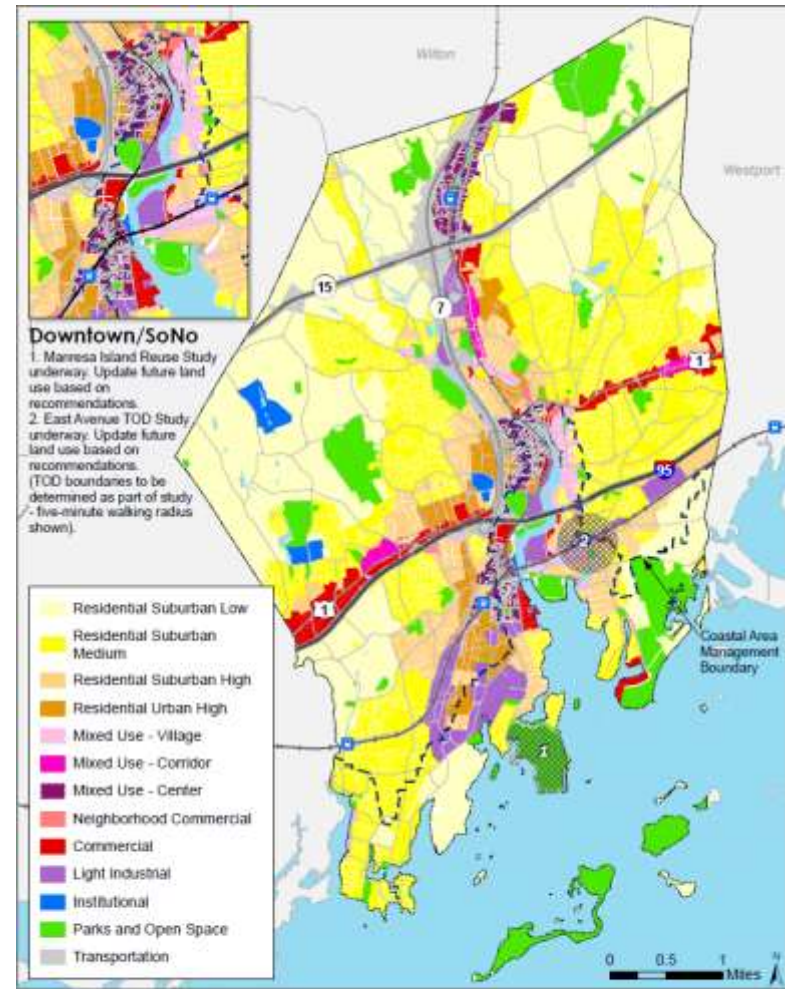 Wilton
Westport
15
7
1
95
Downtown/SoNo
1. Manresa Island Reuse Study
underway. Update future land
use based on
recommendations.
2. East Avenue TOD Study
underway. Update future
land use based on
recommendations.
(TOD boundaries to be
determined as part of study
- five-minute walking radius
shown).
2
1
Coastal Area
Management
Boundary
1
Residential Suburban Low
Residential Suburban
Medium
Residential Suburban High
Residential Urban High
Mixed Use - Village
Mixed Use - Corridor
Mixed Use - Center
Neighborhood Commercial
Commercial
Light Industrial
Institutional
Parks and Open Space
Transportation
0 0.5 1
Miles
N